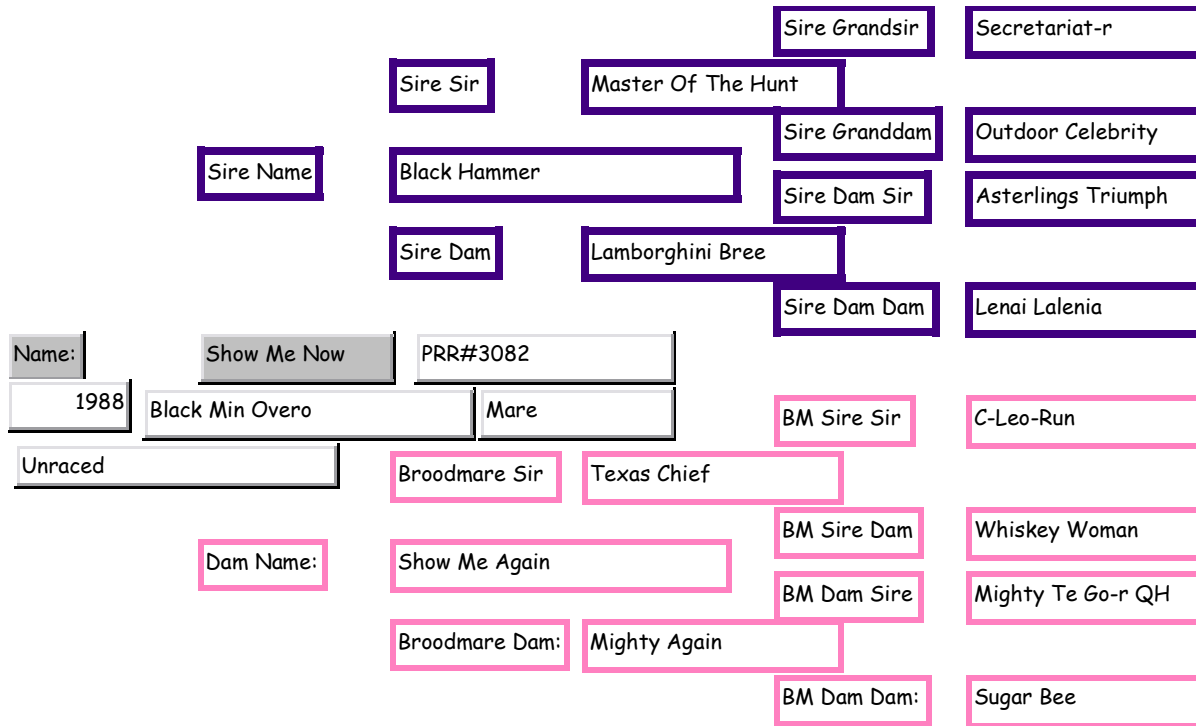 Sire Grandsir Secretariat-r
Sire Sir Master Of The Hunt
Sire Granddam Outdoor Celebrity
Sire Name Black Hammer
Sire Dam Sir Asterlings Triumph
Sire Dam Lamborghini Bree
Sire Dam Dam Lenai Lalenia
Name: Show Me Now PRR#3082
1988 Black Min Overo Mare
BM Sire Sir C-Leo-Run
Unraced
Broodmare Sir Texas Chief
BM Sire Dam Whiskey Woman
Dam Name: Show Me Again
BM Dam Sire Mighty Te Go-r QH
Broodmare Dam: Mighty Again
BM Dam Dam: Sugar Bee